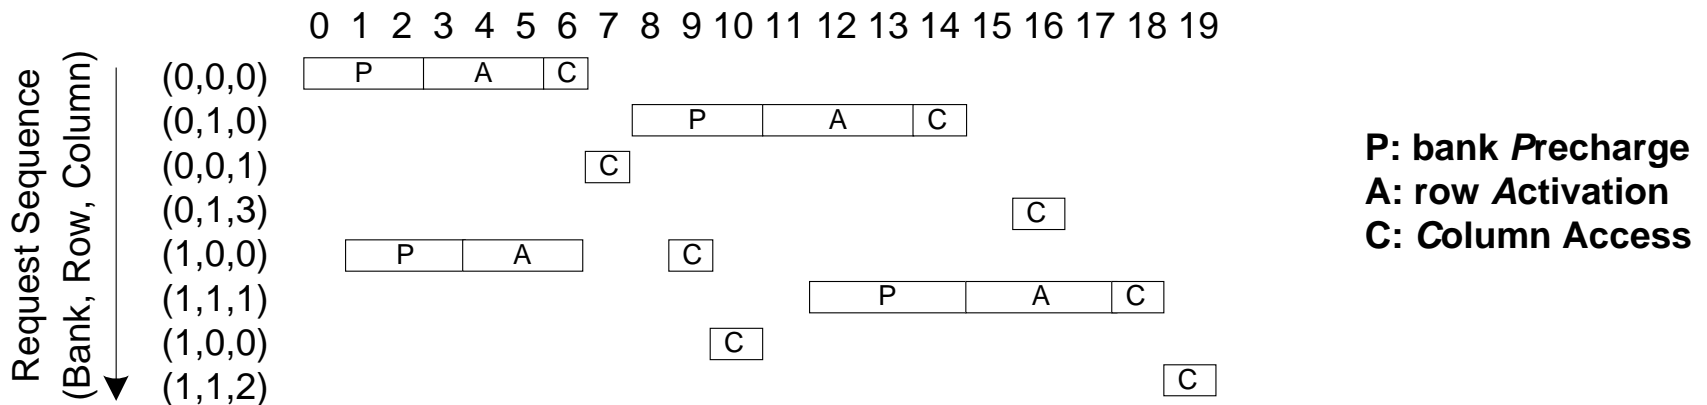 0 1 2 3 4 5 6 7 8 9 10 11 12 13 14 15 16 17 18 19
Request Sequence
(Bank, Row, Column)
(0,0,0) P A C
(0,1,0) P A C
(0,0,1) C
(0,1,3) C
(1,0,0) P A C
(1,1,1) P A C
(1,0,0) C
(1,1,2) C
P: bank Precharge
A: row Activation
C: Column Access